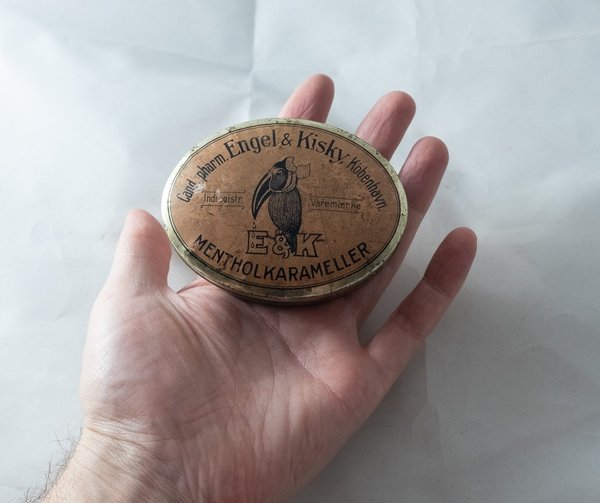 Cand. pharm. Engel & Kisky, København.
Indregistr. Varemærke
E&K
MENTHOLKARAMELLER